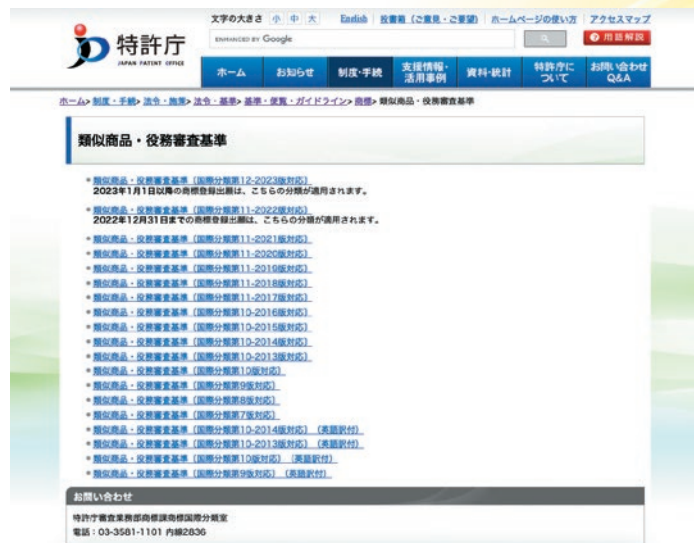 文字の大きさ 小 中 大 English 投書箱（ご意見・ご要望） ホームページの使い方 アクセスマップ
特許庁
JAPAN PATENT OFFICE
ENHANCED BY Google
用語解説
ホーム お知らせ 制度・手続 支援情報・活用事例 資料・統計 特許庁について お問い合わせ Q&A
ホーム> 制度・手続> 法令・施策> 法令・基準> 基準・便覧・ガイドライン> 商標> 類似商品・役務審査基準
類似商品・役務審査基準
類似商品・役務審査基準（国際分類第12-2023版対応）
2023年1月1日以降の商標登録出願は、こちらの分類が適用されます。
類似商品・役務審査基準（国際分類第11-2022版対応）
2022年12月31日までの商標登録出願は、こちらの分類が適用されます。
類似商品・役務審査基準（国際分類第11-2021版対応）
類似商品・役務審査基準（国際分類第11-2020版対応）
類似商品・役務審査基準（国際分類第11-2019版対応）
類似商品・役務審査基準（国際分類第11-2018版対応）
類似商品・役務審査基準（国際分類第11-2017版対応）
類似商品・役務審査基準（国際分類第10-2016版対応）
類似商品・役務審査基準（国際分類第10-2015版対応）
類似商品・役務審査基準（国際分類第10-2014版対応）
類似商品・役務審査基準（国際分類第10-2013版対応）
類似商品・役務審査基準（国際分類第10版対応）
類似商品・役務審査基準（国際分類第9版対応）
類似商品・役務審査基準（国際分類第8版対応）
類似商品・役務審査基準（国際分類第7版対応）
類似商品・役務審査基準（国際分類第10-2014版対応）（英語訳付）
類似商品・役務審査基準（国際分類第10-2013版対応）（英語訳付）
類似商品・役務審査基準（国際分類第10版対応）（英語訳付）
類似商品・役務審査基準（国際分類第9版対応）（英語訳付）
お問い合わせ
特許庁審査業務部商標課商標国際分類室
電話：03-3581-1101 内線2836